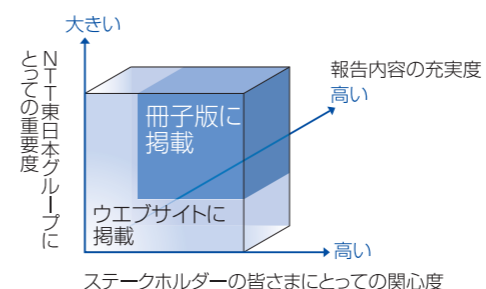 大きい
NTT東日本グループに
とっての重要度
報告内容の充実度
高い
冊子版に
掲載
ウエブサイトに
掲載
高い
ステークホルダーの皆さまにとっての関心度